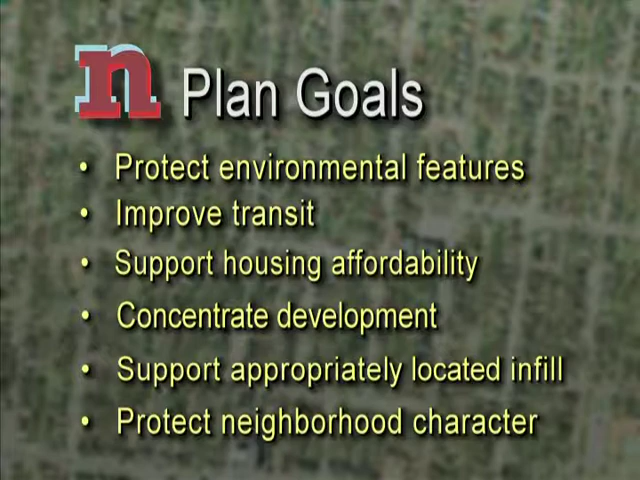 n Plan Goals
• Protect environmental features
• Improve transit
• Support housing affordability
• Concentrate development
• Support appropriately located infill
• Protect neighborhood character